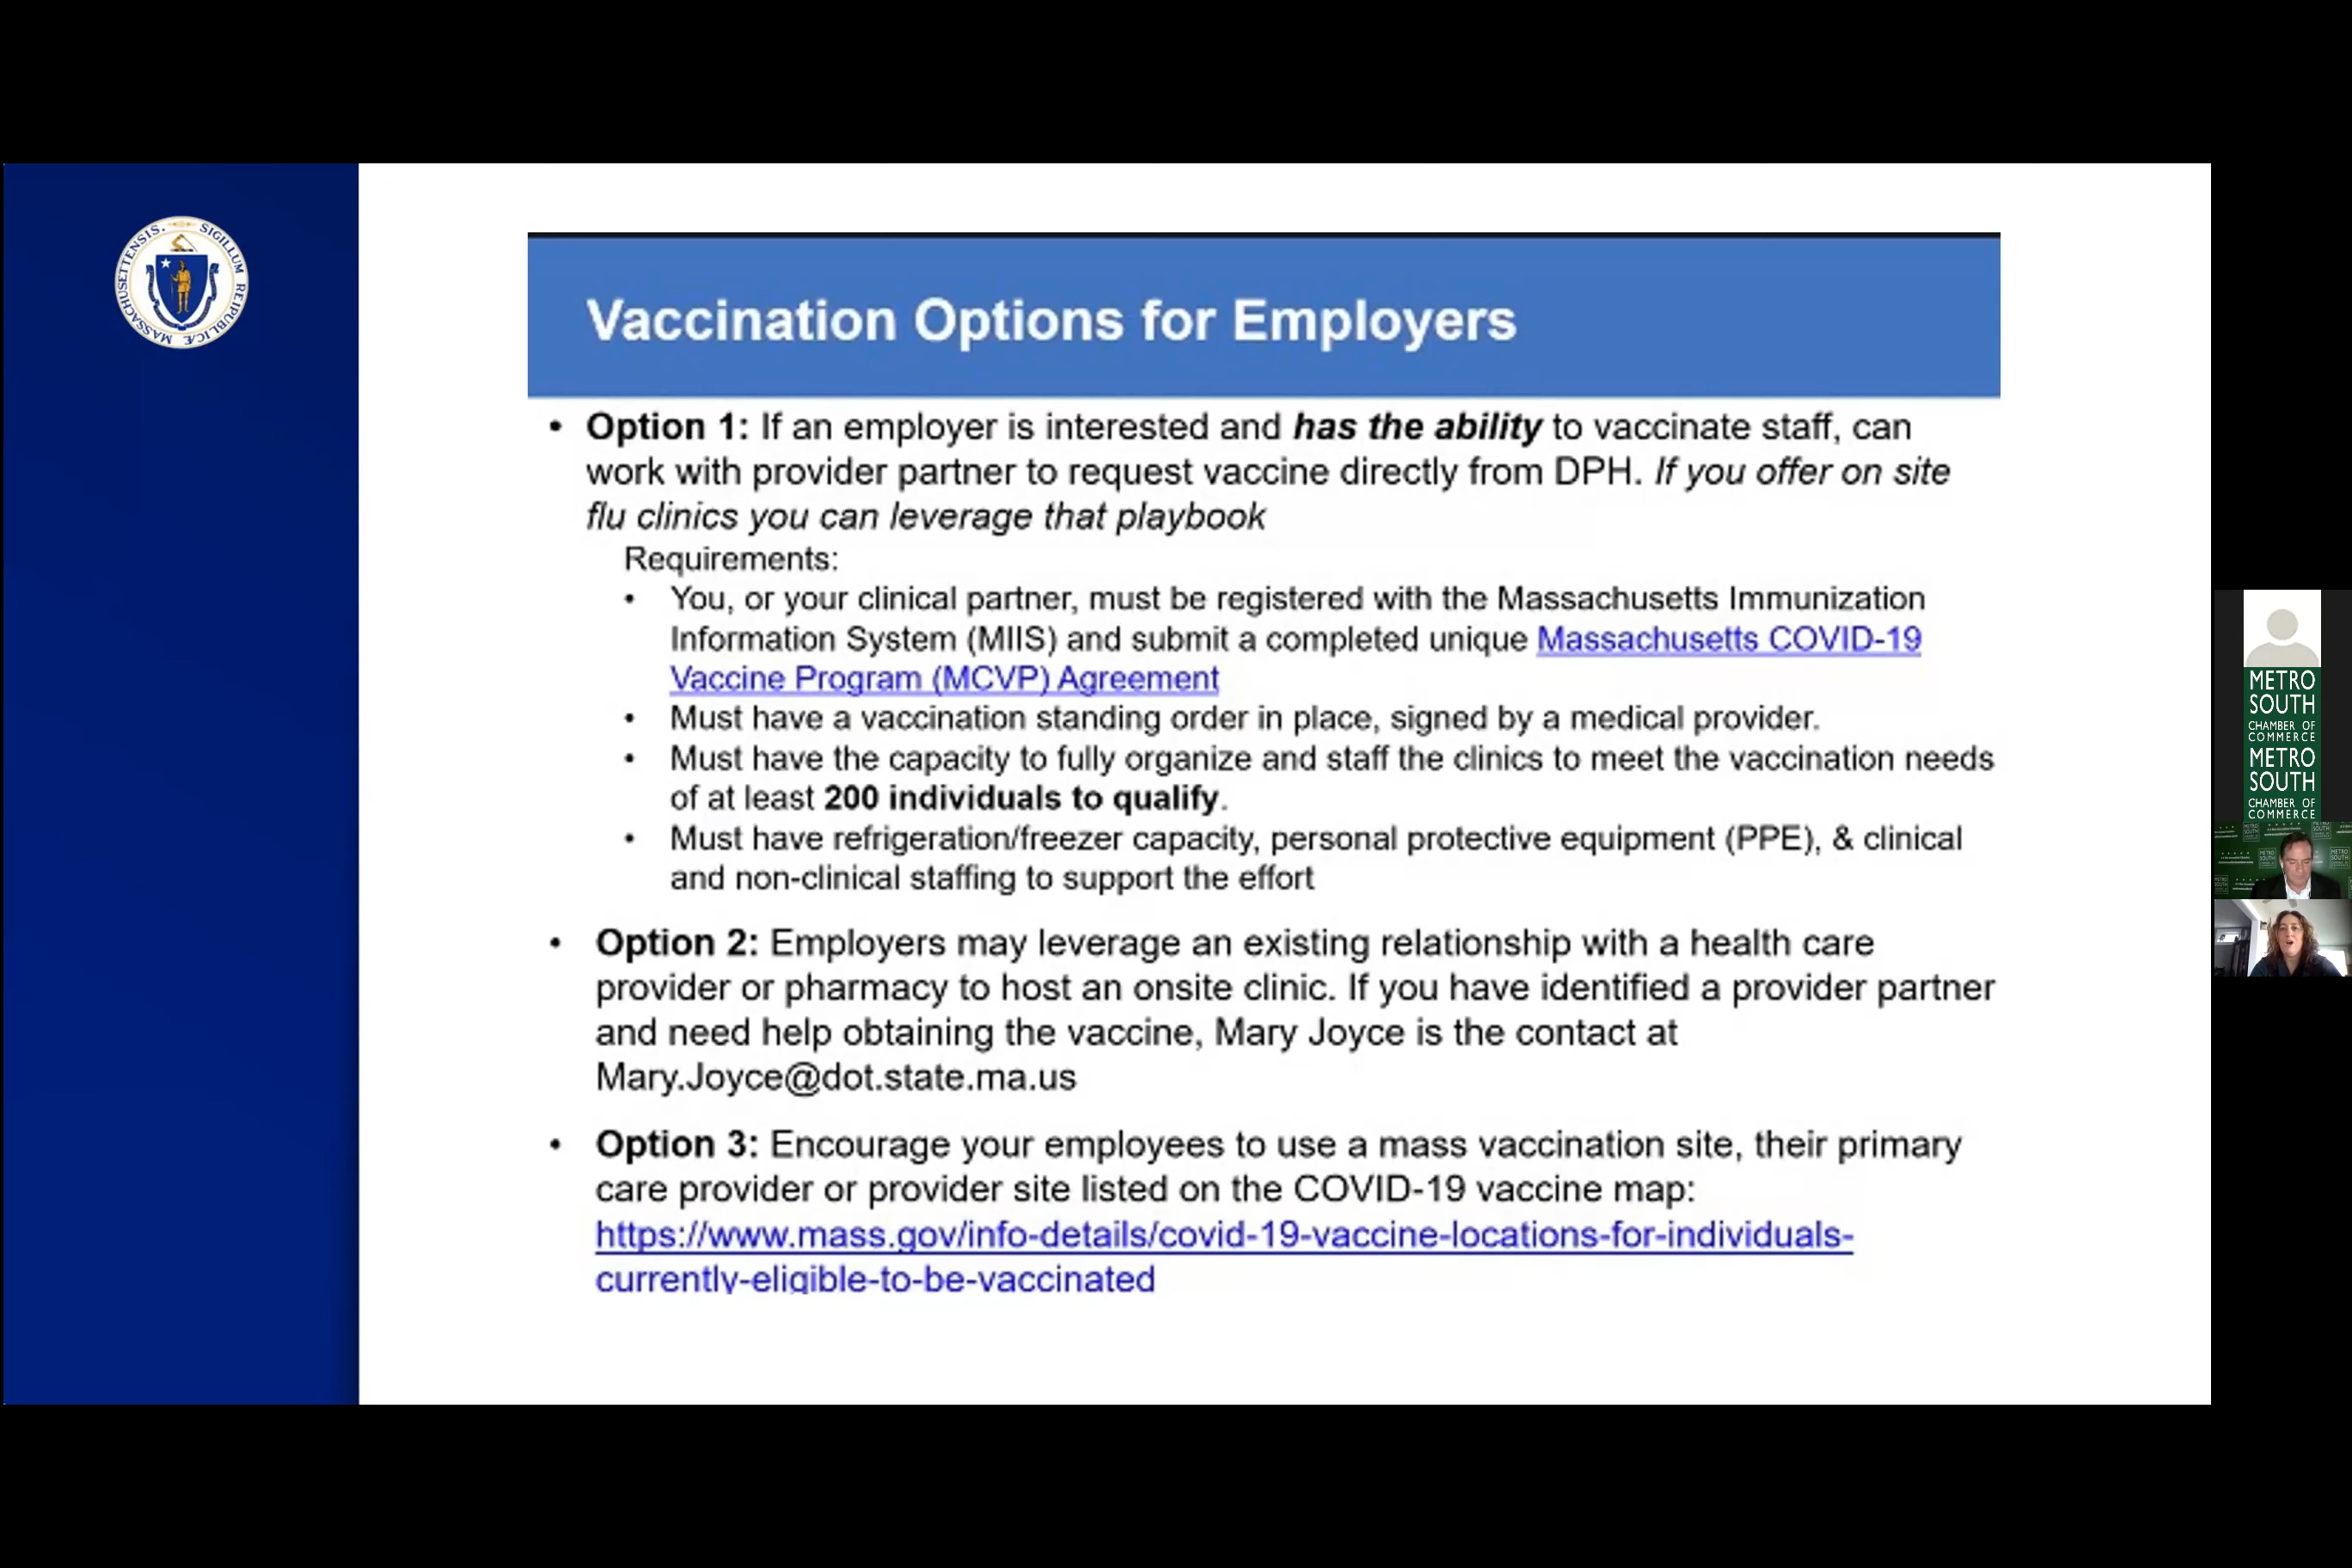 SIGILLUM REIPUBLICÆ MASSACHUSETTENSIS.
Vaccination Options for Employers
• Option 1: If an employer is interested and has the ability to vaccinate staff, can
work with provider partner to request vaccine directly from DPH. If you offer on site
flu clinics you can leverage that playbook
Requirements:
• You, or your clinical partner, must be registered with the Massachusetts Immunization
Information System (MIIS) and submit a completed unique Massachusetts COVID-19
Vaccine Program (MCVP) Agreement
• Must have a vaccination standing order in place, signed by a medical provider.
• Must have the capacity to fully organize and staff the clinics to meet the vaccination needs
of at least 200 individuals to qualify.
• Must have refrigeration/freezer capacity, personal protective equipment (PPE), & clinical
and non-clinical staffing to support the effort
• Option 2: Employers may leverage an existing relationship with a health care
provider or pharmacy to host an onsite clinic. If you have identified a provider partner
and need help obtaining the vaccine, Mary Joyce is the contact at
Mary.Joyce@dot.state.ma.us
• Option 3: Encourage your employees to use a mass vaccination site, their primary
care provider or provider site listed on the COVID-19 vaccine map:
https://www.mass.gov/info-details/covid-19-vaccine-locations-for-individuals-
currently-eligible-to-be-vaccinated
METRO
SOUTH
CHAMBER OF
COMMERCE
METRO
SOUTH
CHAMBER OF
COMMERCE